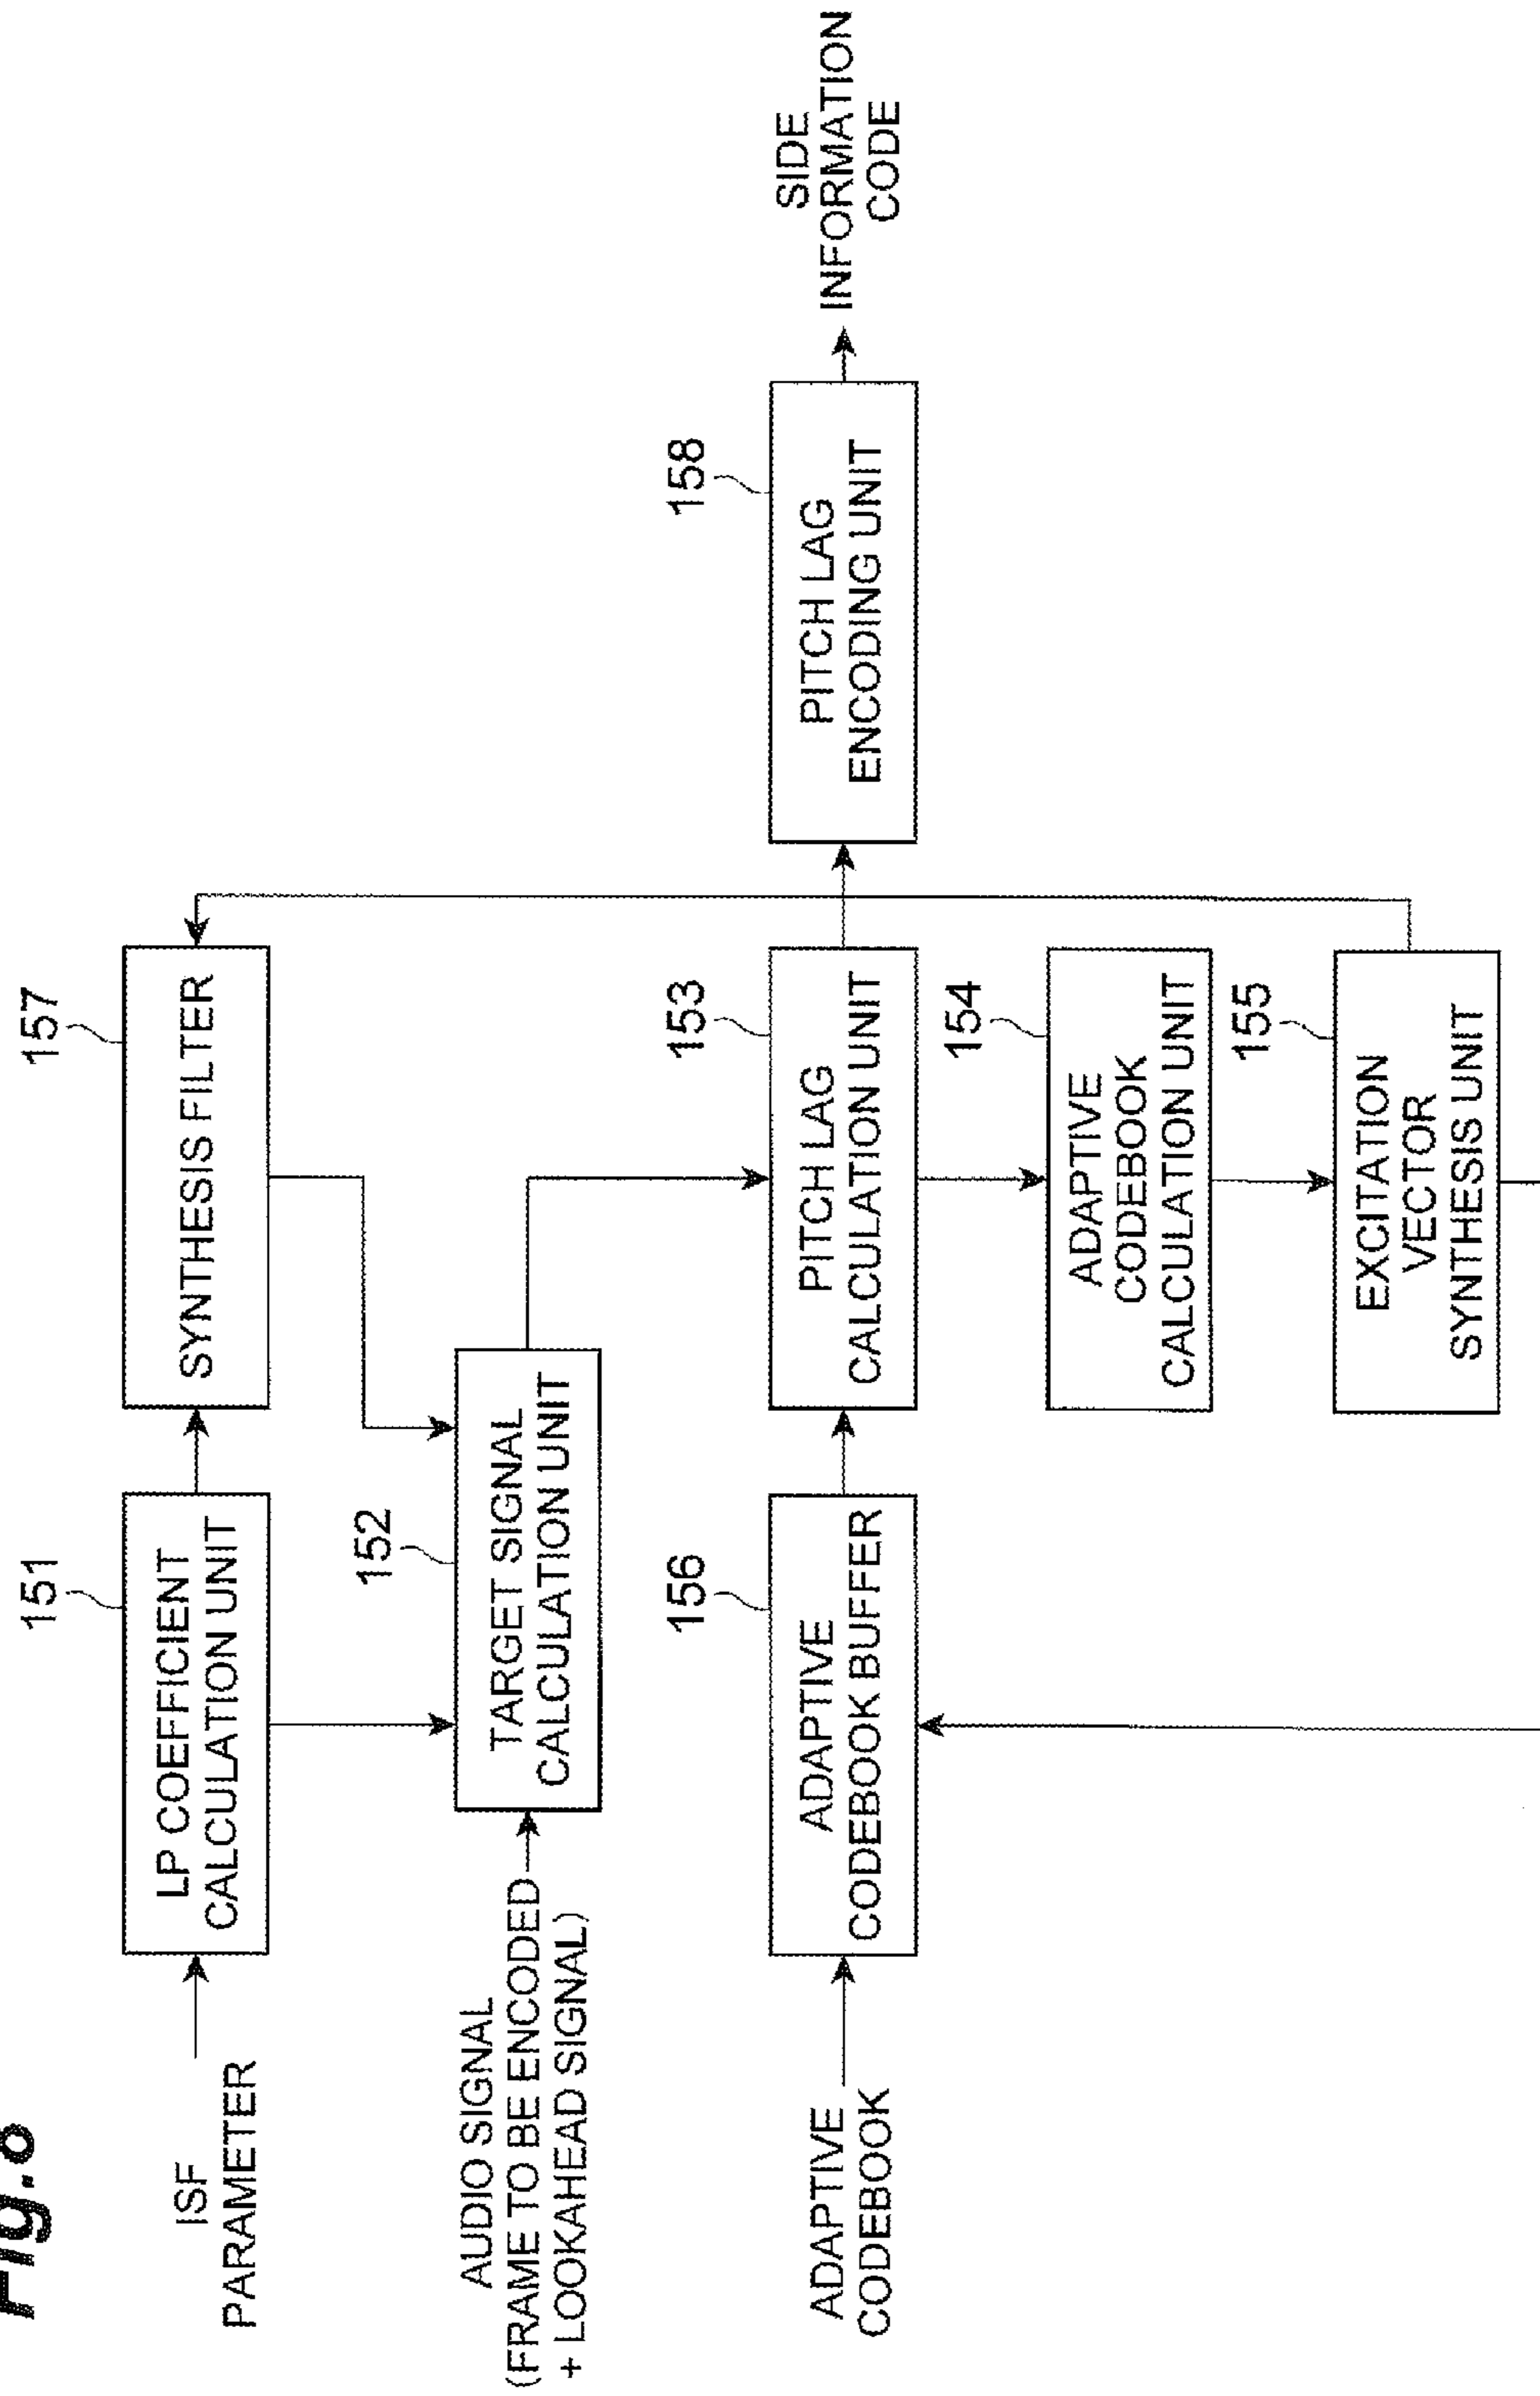 Fig.8
ISF
PARAMETER
151
LP COEFFICIENT
CALCULATION UNIT
157
SYNTHESIS FILTER
AUDIO SIGNAL
(FRAME TO BE ENCODED
+ LOOKAHEAD SIGNAL)
152
TARGET SIGNAL
CALCULATION UNIT
ADAPTIVE
CODEBOOK
156
ADAPTIVE
CODEBOOK BUFFER
153
PITCH LAG
CALCULATION UNIT
158
PITCH LAG
ENCODING UNIT
SIDE
INFORMATION
CODE
154
ADAPTIVE
CODEBOOK
CALCULATION UNIT
155
EXCITATION
VECTOR
SYNTHESIS UNIT